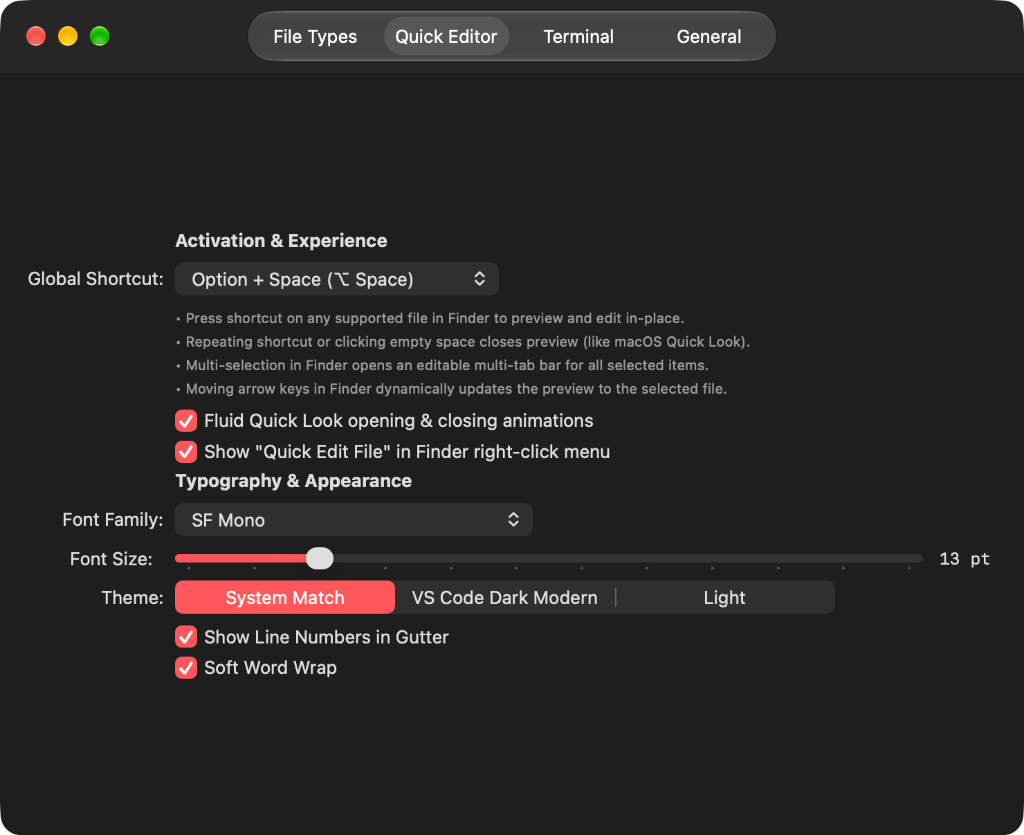 File Types Quick Editor Terminal General
Activation & Experience
Global Shortcut: Option + Space (⌥ Space)
• Press shortcut on any supported file in Finder to preview and edit in-place.
• Repeating shortcut or clicking empty space closes preview (like macOS Quick Look).
• Multi-selection in Finder opens an editable multi-tab bar for all selected items.
• Moving arrow keys in Finder dynamically updates the preview to the selected file.
Fluid Quick Look opening & closing animations
Show "Quick Edit File" in Finder right-click menu
Typography & Appearance
Font Family: SF Mono
Font Size: 13 pt
Theme: System Match VS Code Dark Modern Light
Show Line Numbers in Gutter
Soft Word Wrap